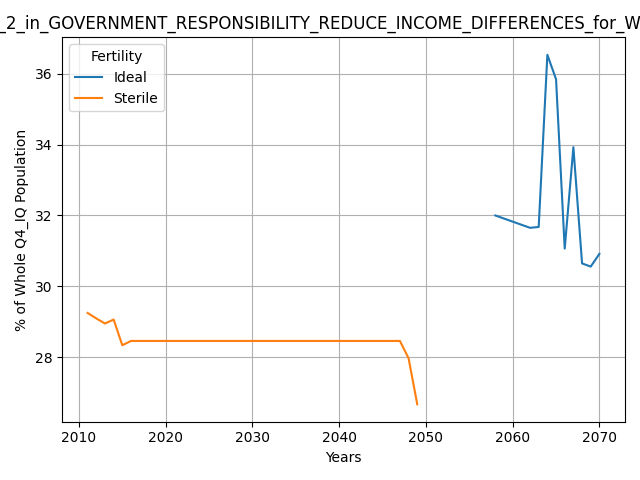 _2_in_GOVERNMENT_RESPONSIBILITY_REDUCE_INCOME_DIFFERENCES_for_W
Fertility
Ideal
Sterile
% of Whole Q4_IQ Population
36
34
32
30
28
2010 2020 2030 2040 2050 2060 2070
Years